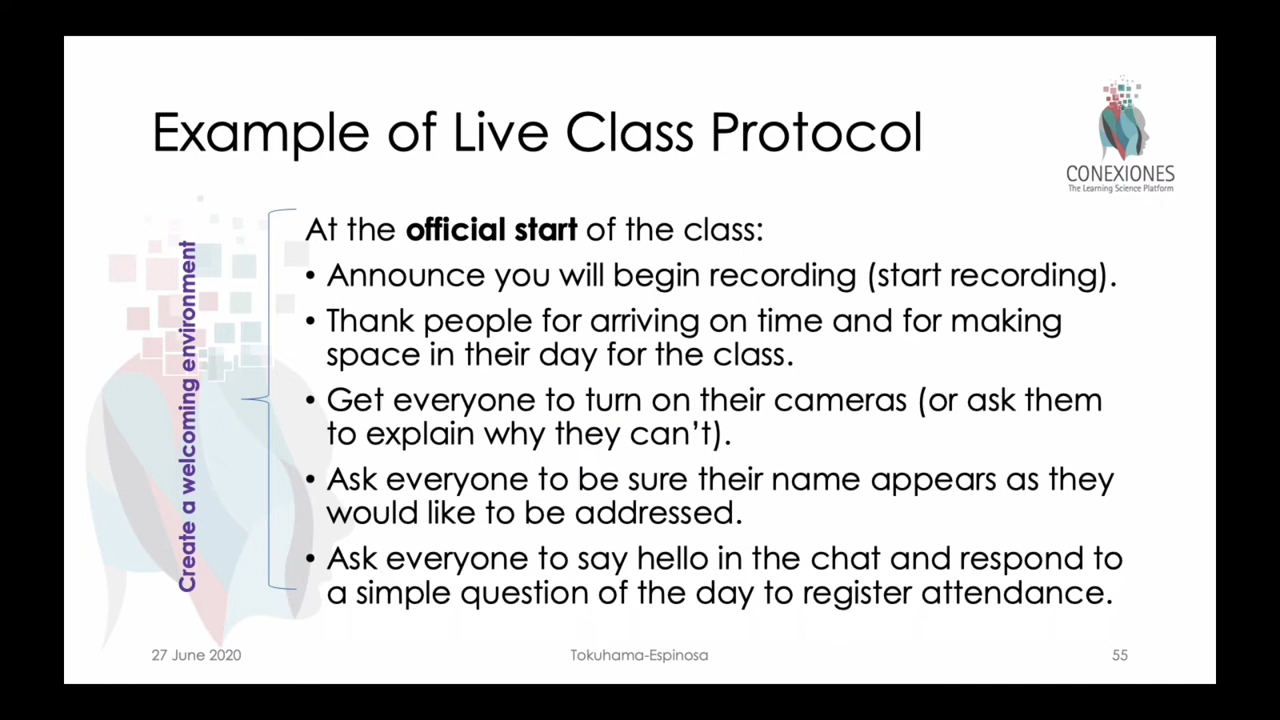 Example of Live Class Protocol
CONEXIONES
The Learning Science Platform
Create a welcoming environment
At the official start of the class:
• Announce you will begin recording (start recording).
• Thank people for arriving on time and for making
space in their day for the class.
• Get everyone to turn on their cameras (or ask them
to explain why they can’t).
• Ask everyone to be sure their name appears as they
would like to be addressed.
• Ask everyone to say hello in the chat and respond to
a simple question of the day to register attendance.
27 June 2020
Tokuhama-Espinosa
55